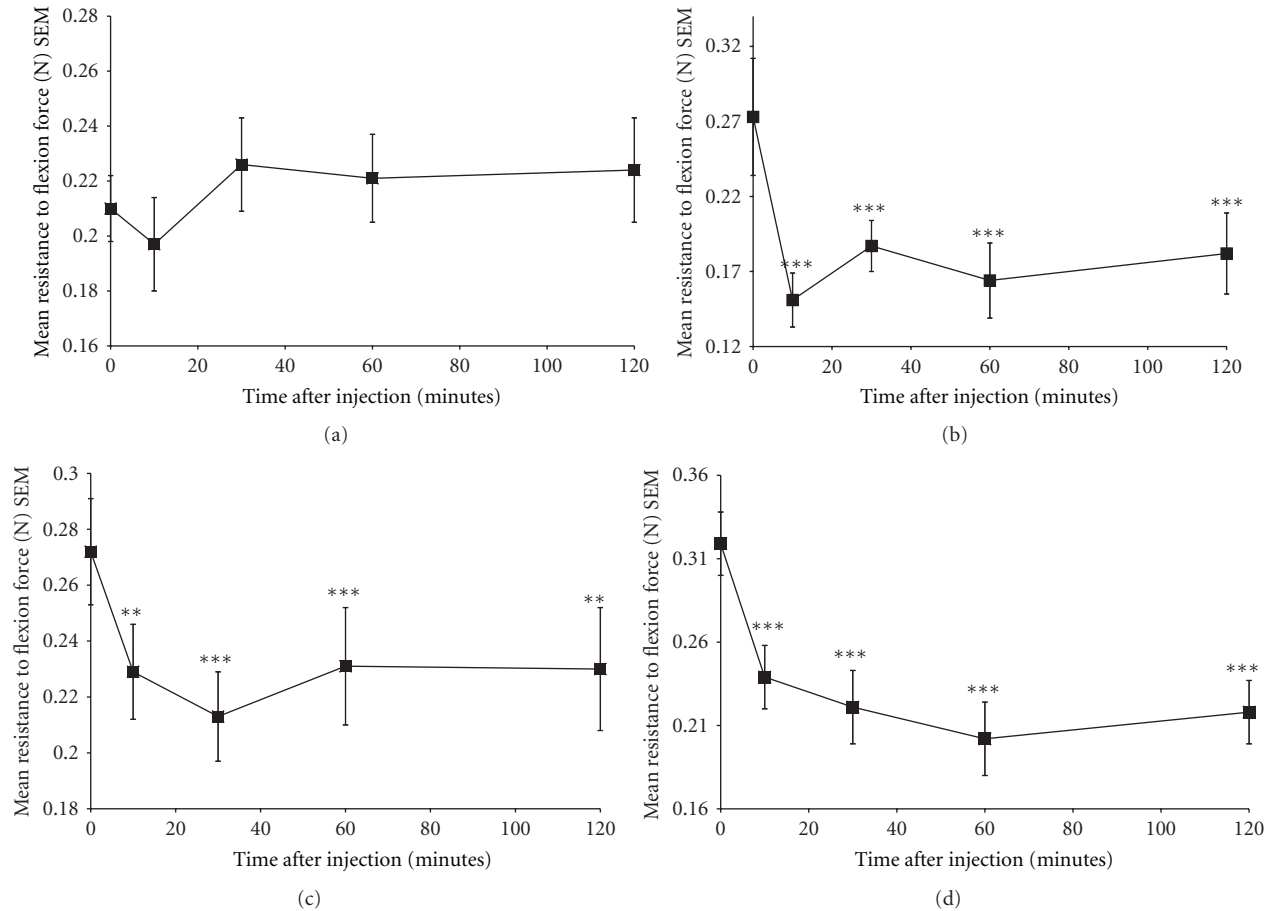 Mean resistance to flexion force (N) SEM
0.28
0.26
0.24
0.22
0.2
0.18
0.16
0 20 40 60 80 100 120
Time after injection (minutes)
(a)
Mean resistance to flexion force (N) SEM
0.32
0.27
0.22
0.17
0.12
***
***
***
***
0 20 40 60 80 100 120
Time after injection (minutes)
(b)
Mean resistance to flexion force (N) SEM
0.3
0.28
0.26
0.24
0.22
0.2
0.18
**
***
***
**
0 20 40 60 80 100 120
Time after injection (minutes)
(c)
Mean resistance to flexion force (N) SEM
0.36
0.31
0.26
0.21
0.16
***
***
***
***
0 20 40 60 80 100 120
Time after injection (minutes)
(d)